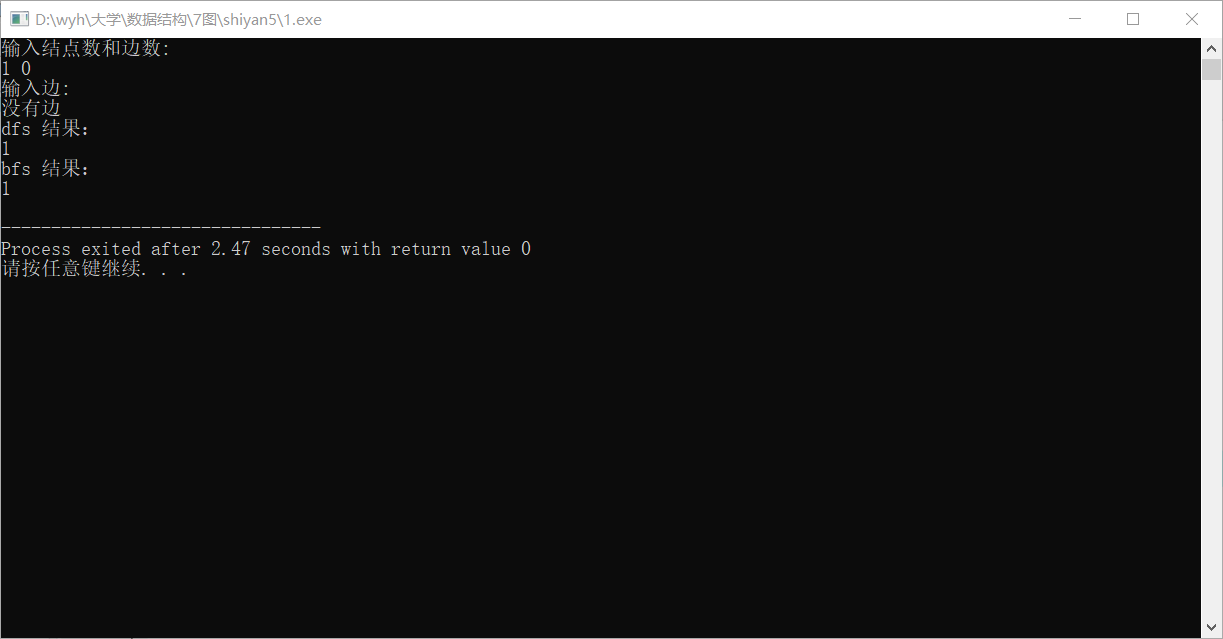 D:\wyh\大学\数据结构\7图\shiyan5\1.exe
输入结点数和边数:
1 0
输入边:
没有边
dfs 结果:
1
bfs 结果:
1
--------------------------------
Process exited after 2.47 seconds with return value 0
请按任意键继续. . .